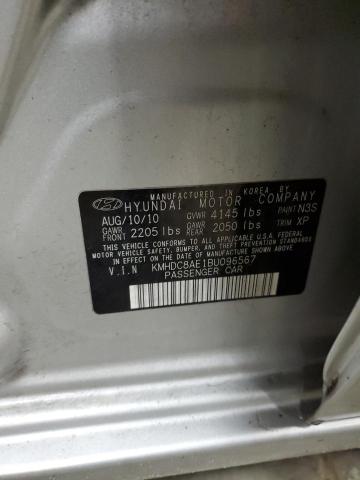 MANUFACTURED IN KOREA BY
HYUNDAI MOTOR COMPANY
AUG/10/10 GVWR 4145 lbs PAINT N3S
GAWR FRONT 2205 lbs GAWR REAR 2050 lbs TRIM XP
THIS VEHICLE CONFORMS TO ALL APPLICABLE U.S.A. FEDERAL
MOTOR VEHICLE SAFETY, BUMPER, AND THEFT PREVENTION
STANDARDS IN EFFECT ON THE DATE OF MANUFACTURE SHOWN ABOVE.
V.I.N KMHDC8AE1BU096567
PASSENGER CAR